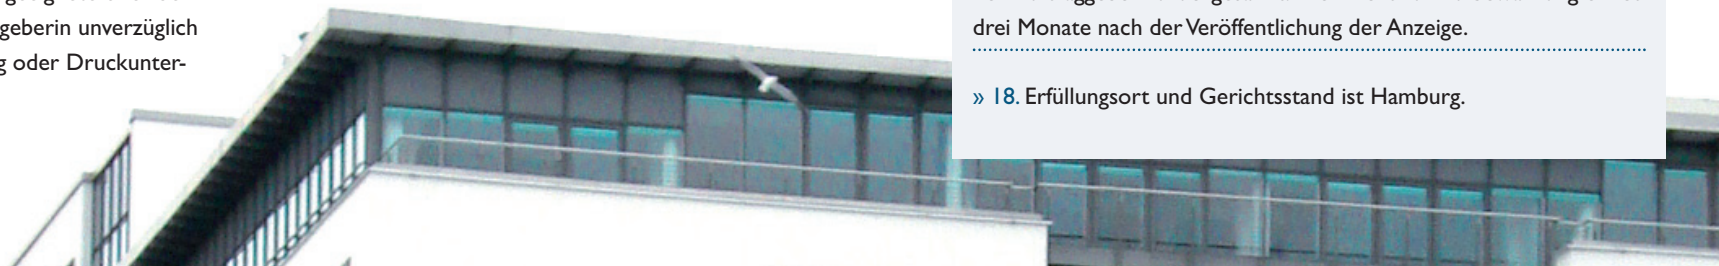 geberin unverzüglich
g oder Druckunter-
drei Monate nach der Veröffentlichung der Anzeige.
» 18. Erfüllungsort und Gerichtsstand ist Hamburg.